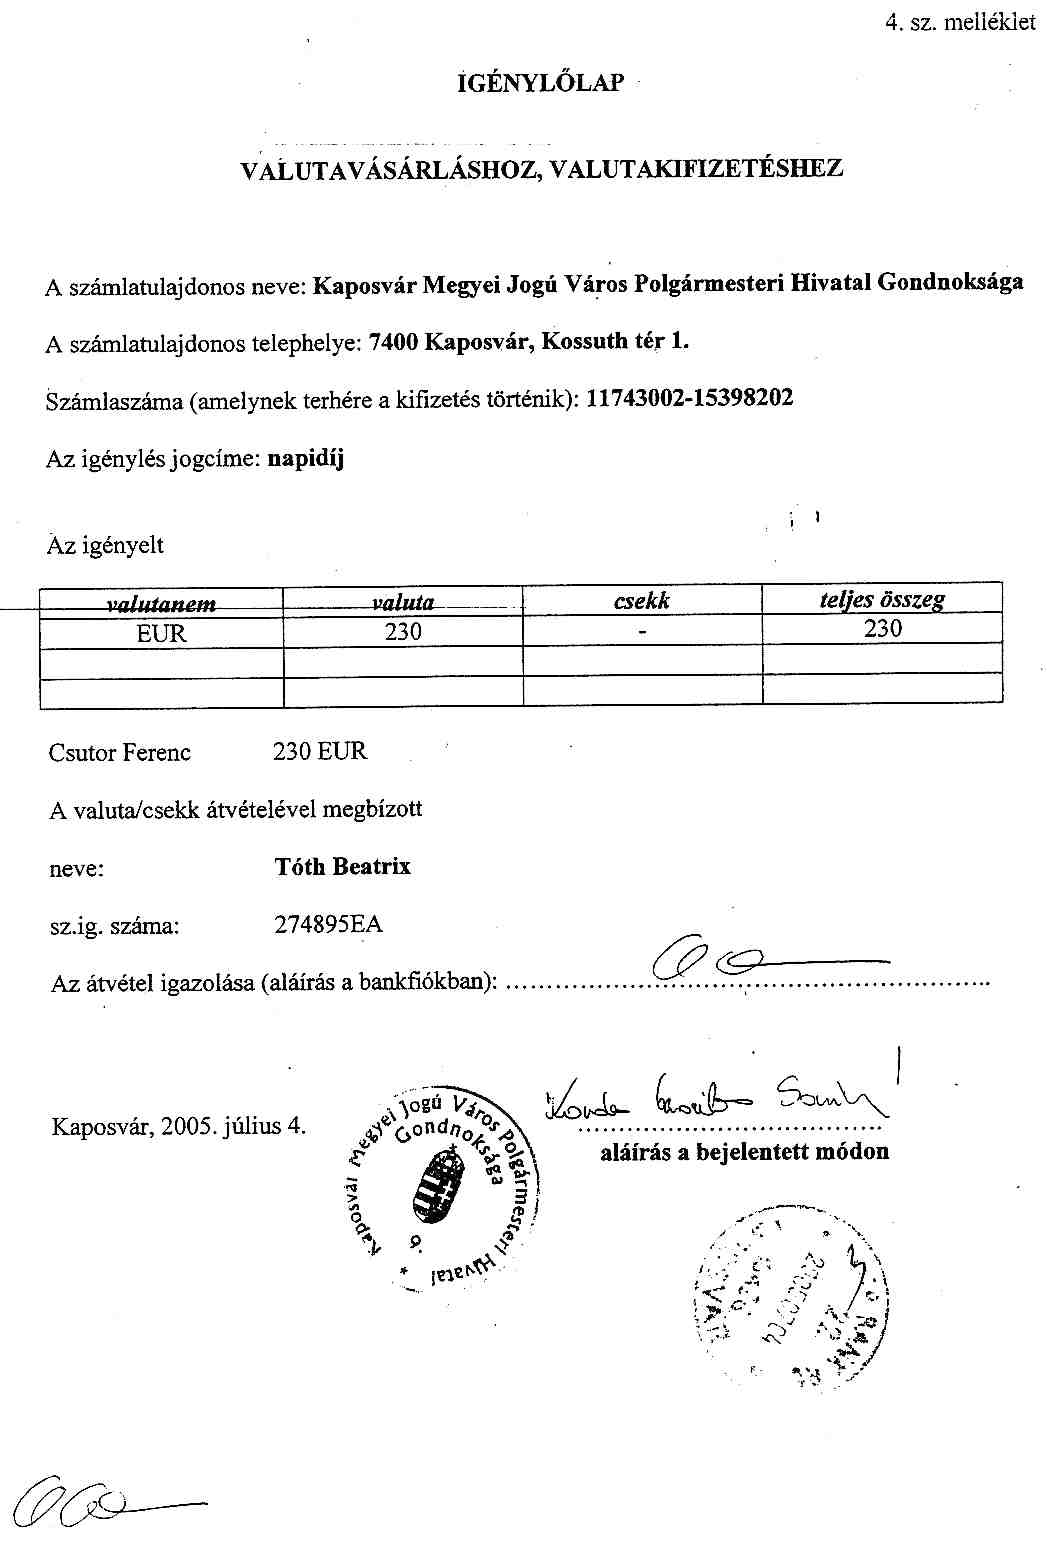 4. sz. melléklet
IGÉNYLŐLAP
VALUTAVÁSÁRLÁSHOZ, VALUTAKIFIZETÉSHEZ
A számlatulajdonos neve: Kaposvár Megyei Jogú Város Polgármesteri Hivatal Gondnoksága
A számlatulajdonos telephelye: 7400 Kaposvár, Kossuth tér 1.
Számlaszáma (amelynek terhére a kifizetés történik): 11743002-15398202
Az igénylés jogcíme: napidíj
Az igényelt
valutanem valuta csekk teljes összeg
EUR 230 - 230
Csutor Ferenc 230 EUR
A valuta/csekk átvételével megbízott
neve: Tóth Beatrix
sz.ig. száma: 274895EA
Az átvétel igazolása (aláírás a bankfiókban):
Kaposvár, 2005. július 4.
aláírás a bejelentett módon
Kaposvár Megyei Jogú Város Polgármesteri Hivatal
Gondnoksága
6.